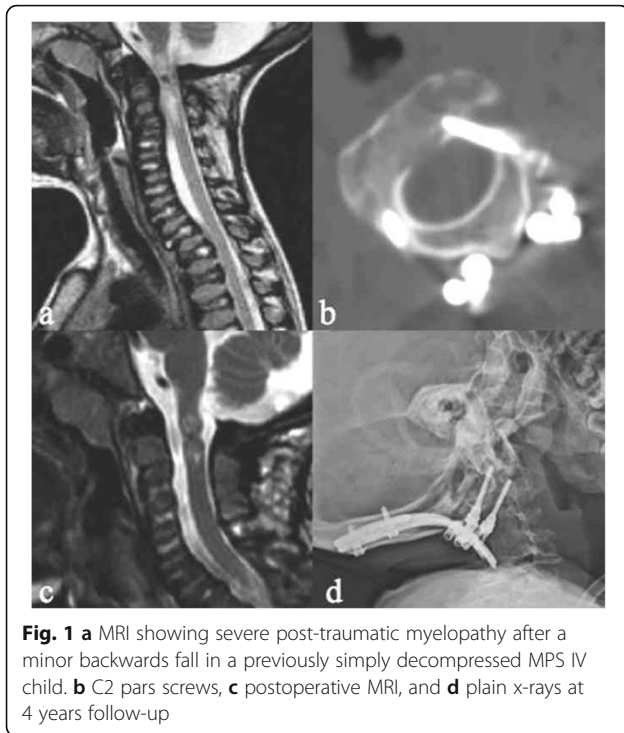 a
b
c
d
Fig. 1 a MRI showing severe post-traumatic myelopathy after a
minor backwards fall in a previously simply decompressed MPS IV
child. b C2 pars screws, c postoperative MRI, and d plain x-rays at
4 years follow-up